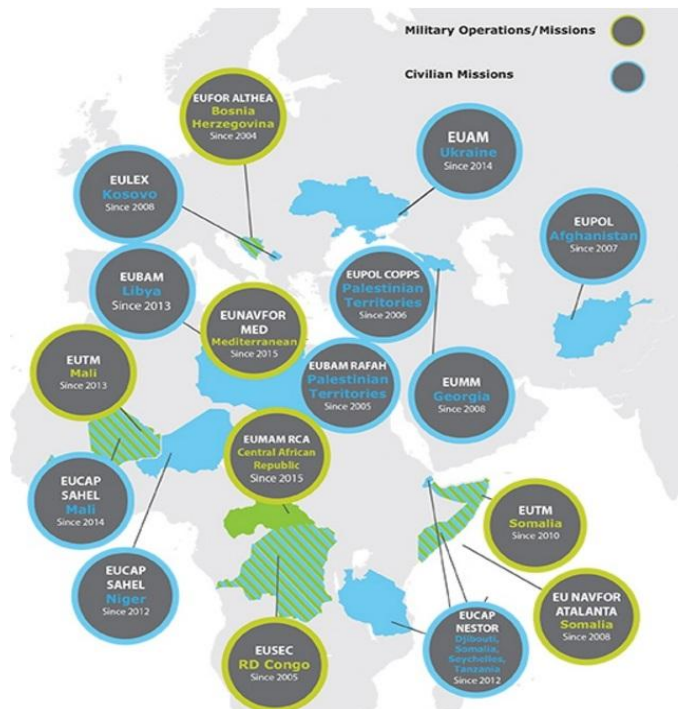 Military Operations/Missions
Civilian Missions
EUFOR ALTHEA
Bosnia
Herzegovina
Since 2004
EUAM
Ukraine
Since 2014
EULEX
Kosovo
Since 2008
EUPOL
Afghanistan
Since 2007
EUBAM
Libya
Since 2013
EUPOL COPPS
Palestinian
Territories
Since 2006
EUNAVFOR
MED
Mediterranean
Since 2015
EUTM
Mali
Since 2013
EUBAM RAFAH
Palestinian
Territories
Since 2005
EUMM
Georgia
Since 2008
EUMAM RCA
Central African
Republic
Since 2015
EUCAP
SAHEL
Mali
Since 2014
EUTM
Somalia
Since 2010
EUCAP
SAHEL
Niger
Since 2012
EU NAVFOR
ATALANTA
Somalia
Since 2008
EUSEC
RD Congo
Since 2005
EUCAP
NESTOR
Djibouti,
Somalia,
Seychelles,
Tanzania
Since 2012